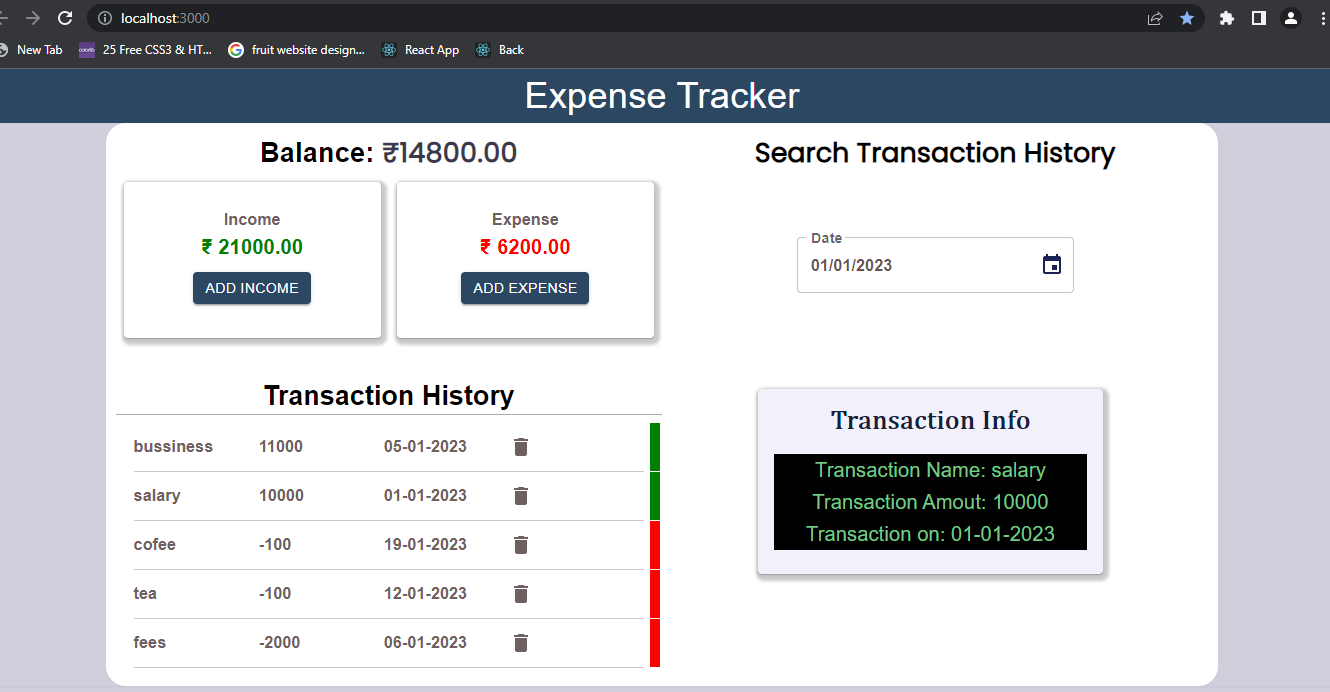 localhost:3000
New Tab
25 Free CSS3 & HT...
fruit website design...
React App
Back
Expense Tracker
Balance: ₹14800.00
Income
₹ 21000.00
ADD INCOME
Expense
₹ 6200.00
ADD EXPENSE
Transaction History
bussiness 11000 05-01-2023
salary 10000 01-01-2023
cofee -100 19-01-2023
tea -100 12-01-2023
fees -2000 06-01-2023
Search Transaction History
Date
01/01/2023
Transaction Info
Transaction Name: salary
Transaction Amout: 10000
Transaction on: 01-01-2023